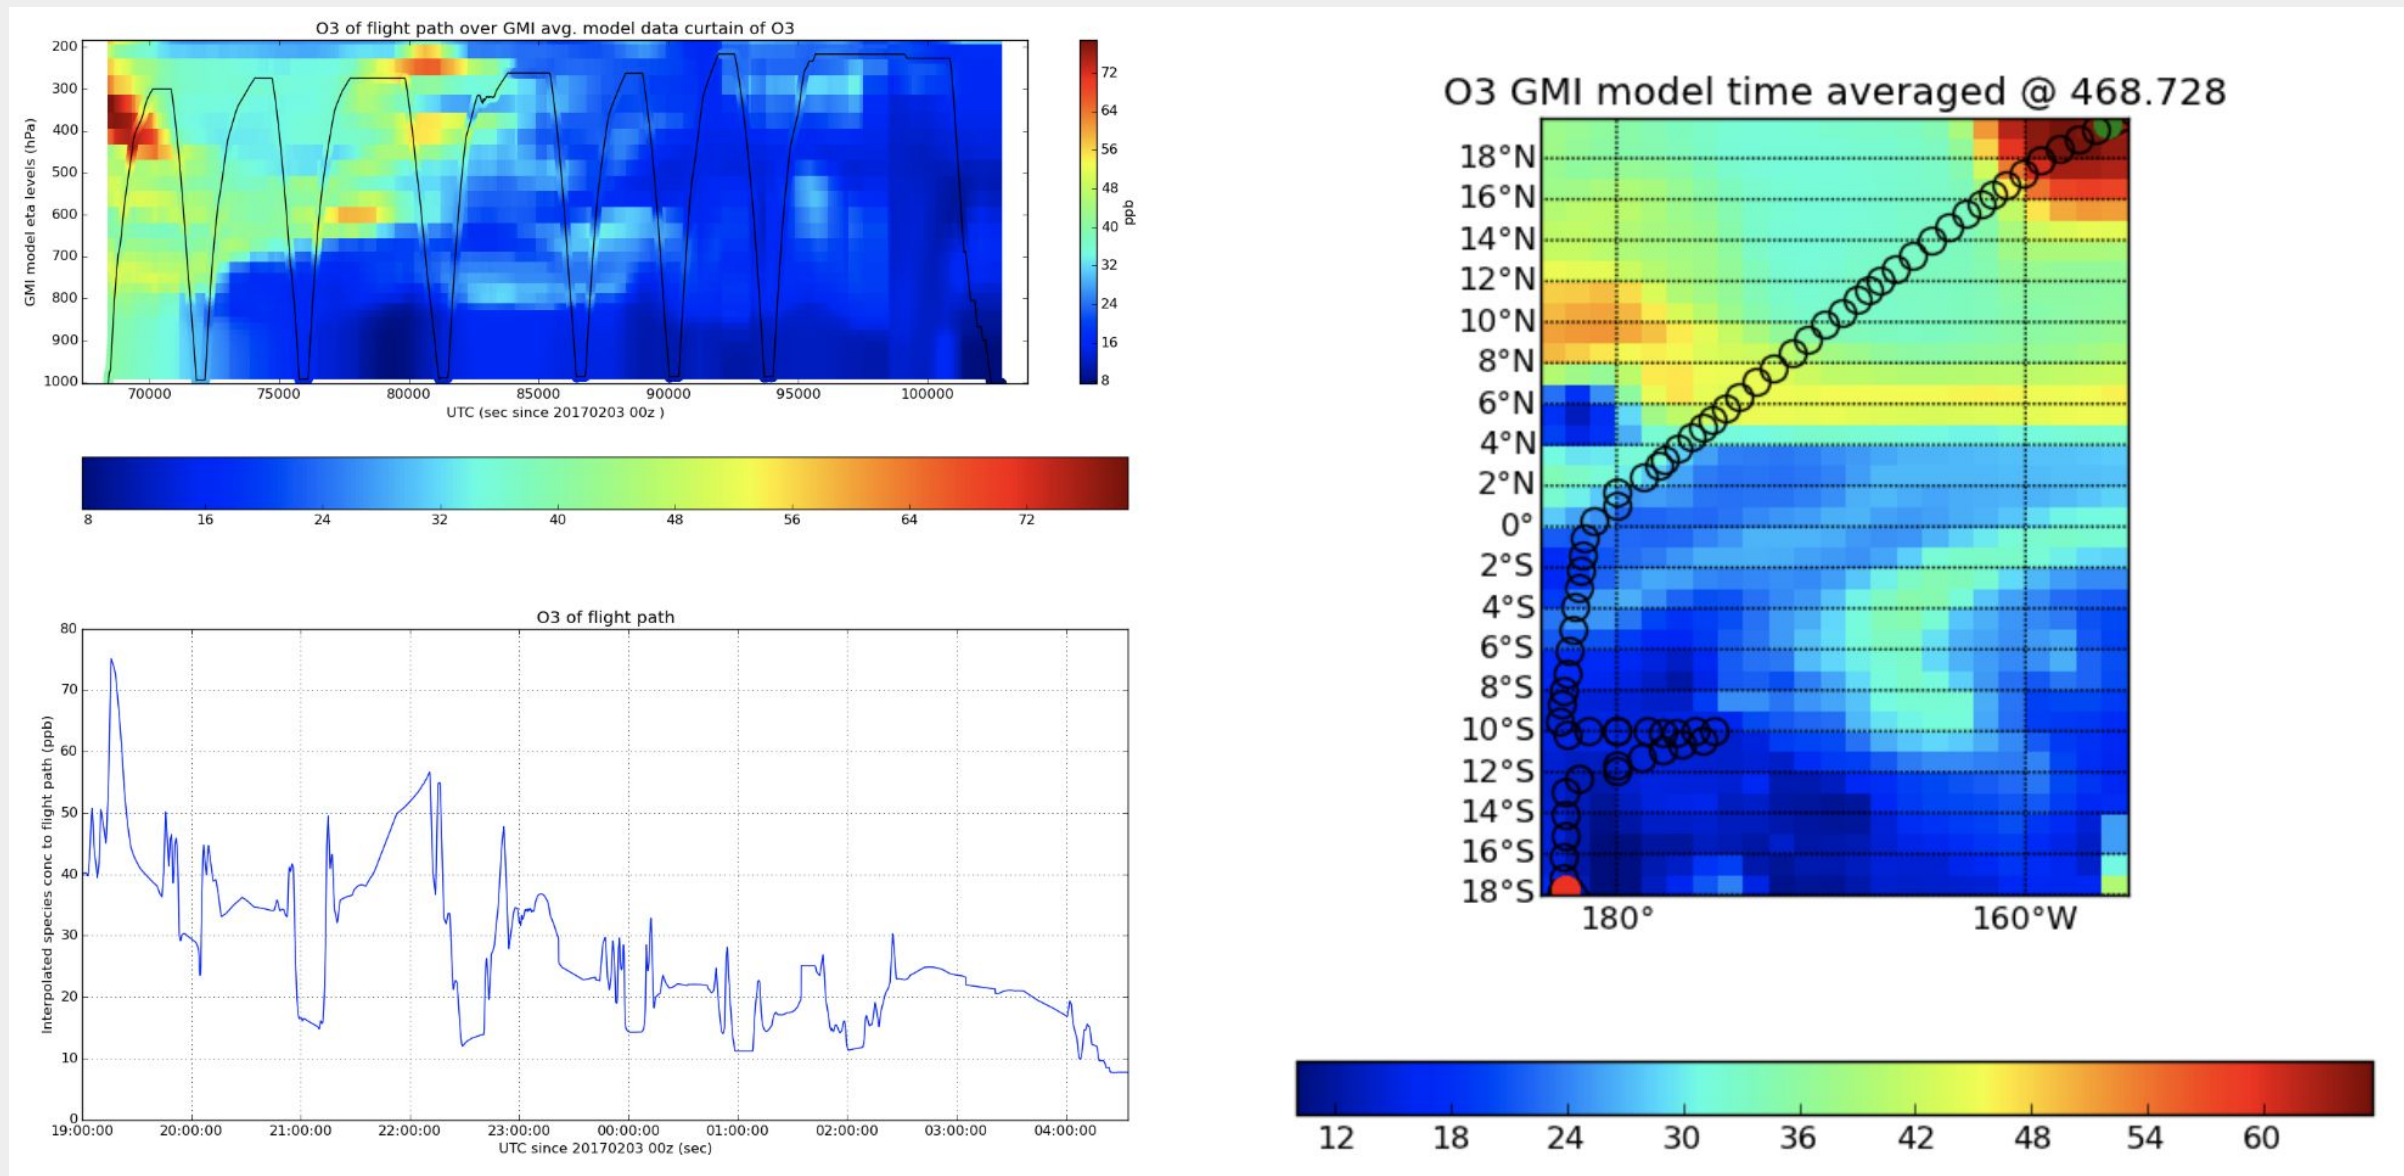 O3 of flight path over GMI avg. model data curtain of O3
GMI model eta levels (hPa)
200
300
400
500
600
700
800
900
1000
70000 75000 80000 85000 90000 95000 100000
UTC (sec since 20170203 00z )
72
64
56
48
40
32
24
16
8
ppb
8 16 24 32 40 48 56 64 72
O3 of flight path
Interpolated species conc to flight path (ppb)
80
70
60
50
40
30
20
10
0
19:00:00 20:00:00 21:00:00 22:00:00 23:00:00 00:00:00 01:00:00 02:00:00 03:00:00 04:00:00
UTC since 20170203 00z (sec)
O3 GMI model time averaged @ 468.728
18°N
16°N
14°N
12°N
10°N
8°N
6°N
4°N
2°N
0°
2°S
4°S
6°S
8°S
10°S
12°S
14°S
16°S
18°S
180° 160°W
12 18 24 30 36 42 48 54 60